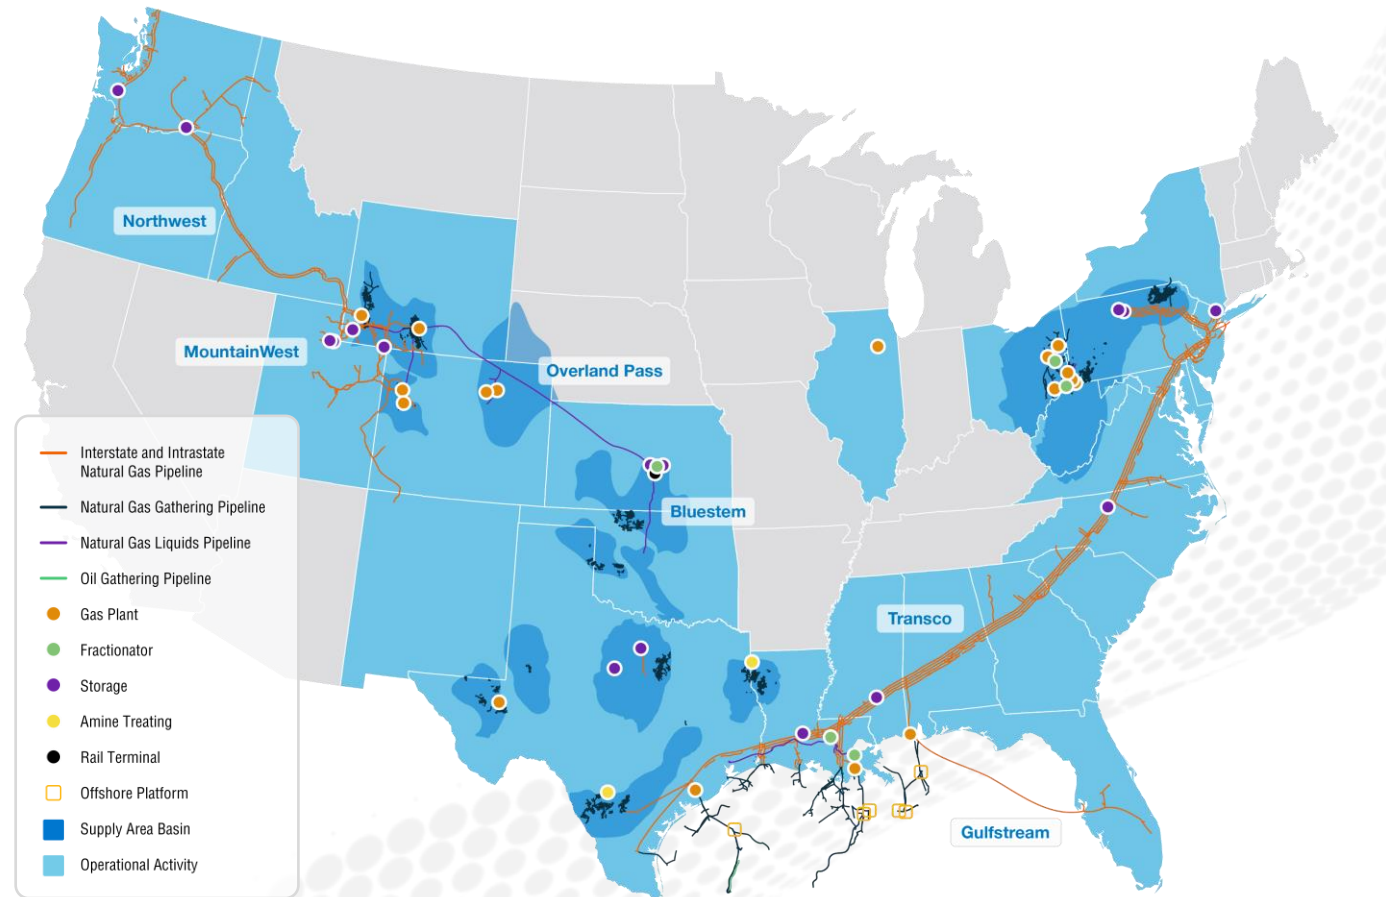 Northwest
MountainWest
Overland Pass
Bluestem
Transco
Gulfstream
Interstate and Intrastate
Natural Gas Pipeline
Natural Gas Gathering Pipeline
Natural Gas Liquids Pipeline
Oil Gathering Pipeline
Gas Plant
Fractionator
Storage
Amine Treating
Rail Terminal
Offshore Platform
Supply Area Basin
Operational Activity